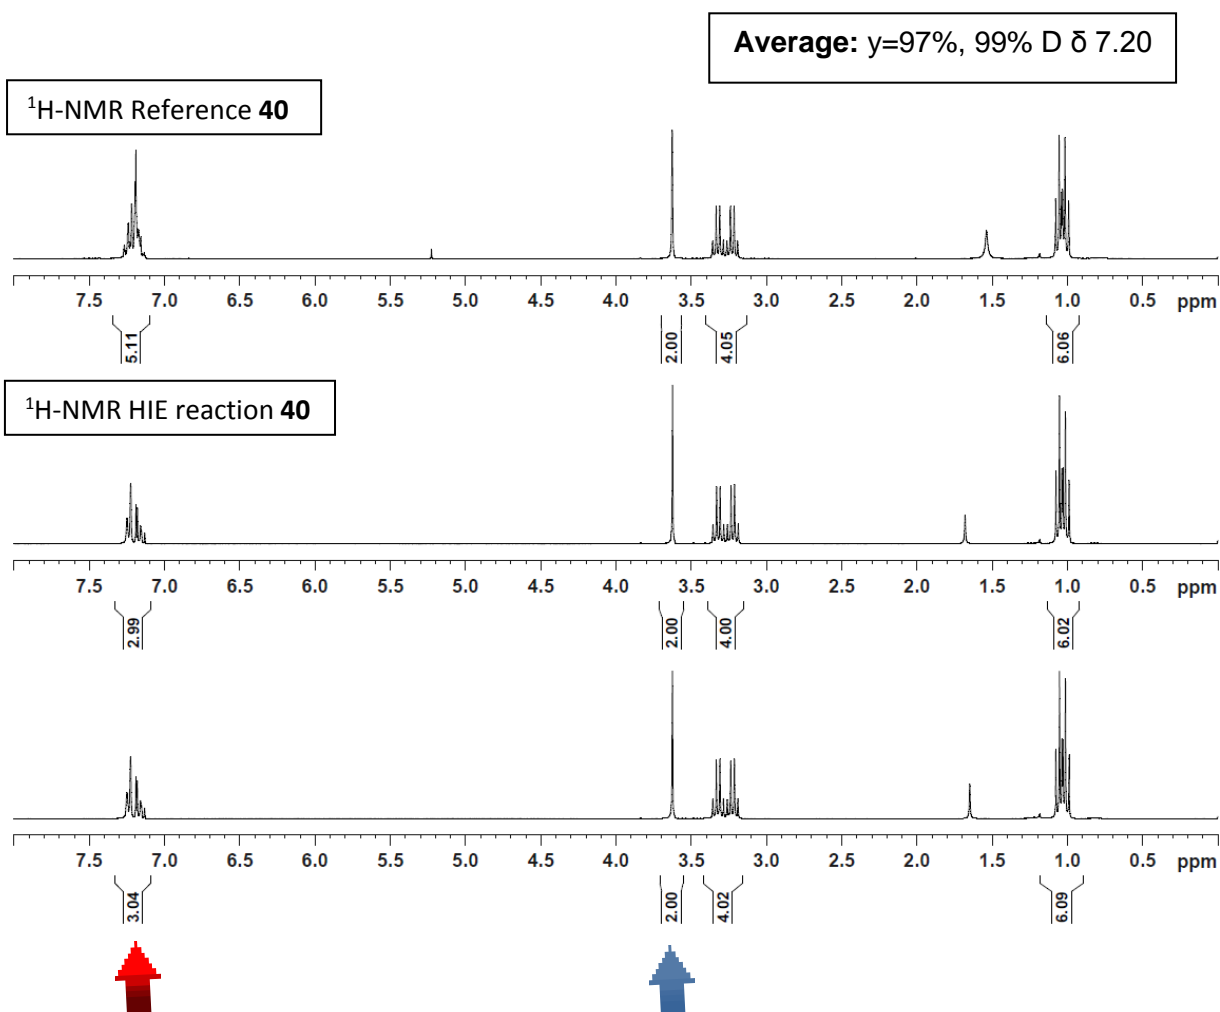 Average: y=97%, 99% D δ 7.20
¹H-NMR Reference 40
7.5 7.0 6.5 6.0 5.5 5.0 4.5 4.0 3.5 3.0 2.5 2.0 1.5 1.0 0.5 ppm
5.11 2.00 4.05 6.06
¹H-NMR HIE reaction 40
7.5 7.0 6.5 6.0 5.5 5.0 4.5 4.0 3.5 3.0 2.5 2.0 1.5 1.0 0.5 ppm
2.99 2.00 4.00 6.02
7.5 7.0 6.5 6.0 5.5 5.0 4.5 4.0 3.5 3.0 2.5 2.0 1.5 1.0 0.5 ppm
3.04 2.00 4.02 6.09